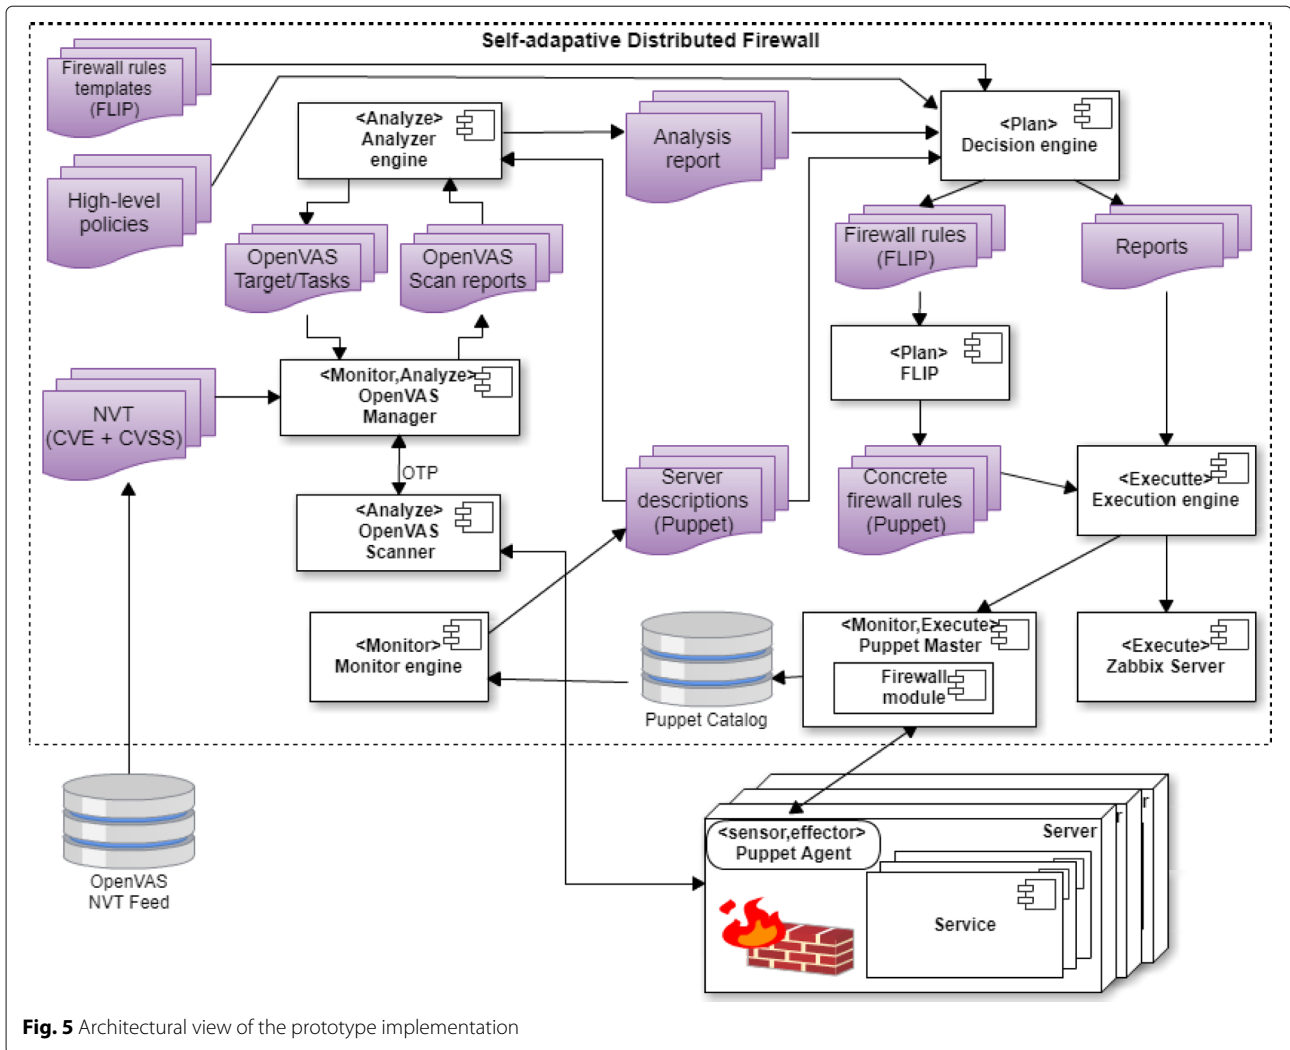 Self-adapative Distributed Firewall
Firewall rules
templates
(FLIP)
High-level
policies
<Analyze>
Analyzer
engine
Analysis
report
<Plan>
Decision engine
OpenVAS
Target/Tasks
OpenVAS
Scan reports
Firewall rules
(FLIP)
Reports
<Plan>
FLIP
NVT
(CVE + CVSS)
<Monitor,Analyze>
OpenVAS
Manager
OTP
<Analyze>
OpenVAS
Scanner
Server
descriptions
(Puppet)
Concrete
firewall rules
(Puppet)
<Executte>
Execution engine
<Monitor>
Monitor engine
Puppet Catalog
<Monitor,Execute>
Puppet Master
Firewall
module
<Execute>
Zabbix Server
OpenVAS
NVT Feed
<sensor,effector>
Puppet Agent
Server
r
r
Service
Fig. 5 Architectural view of the prototype implementation